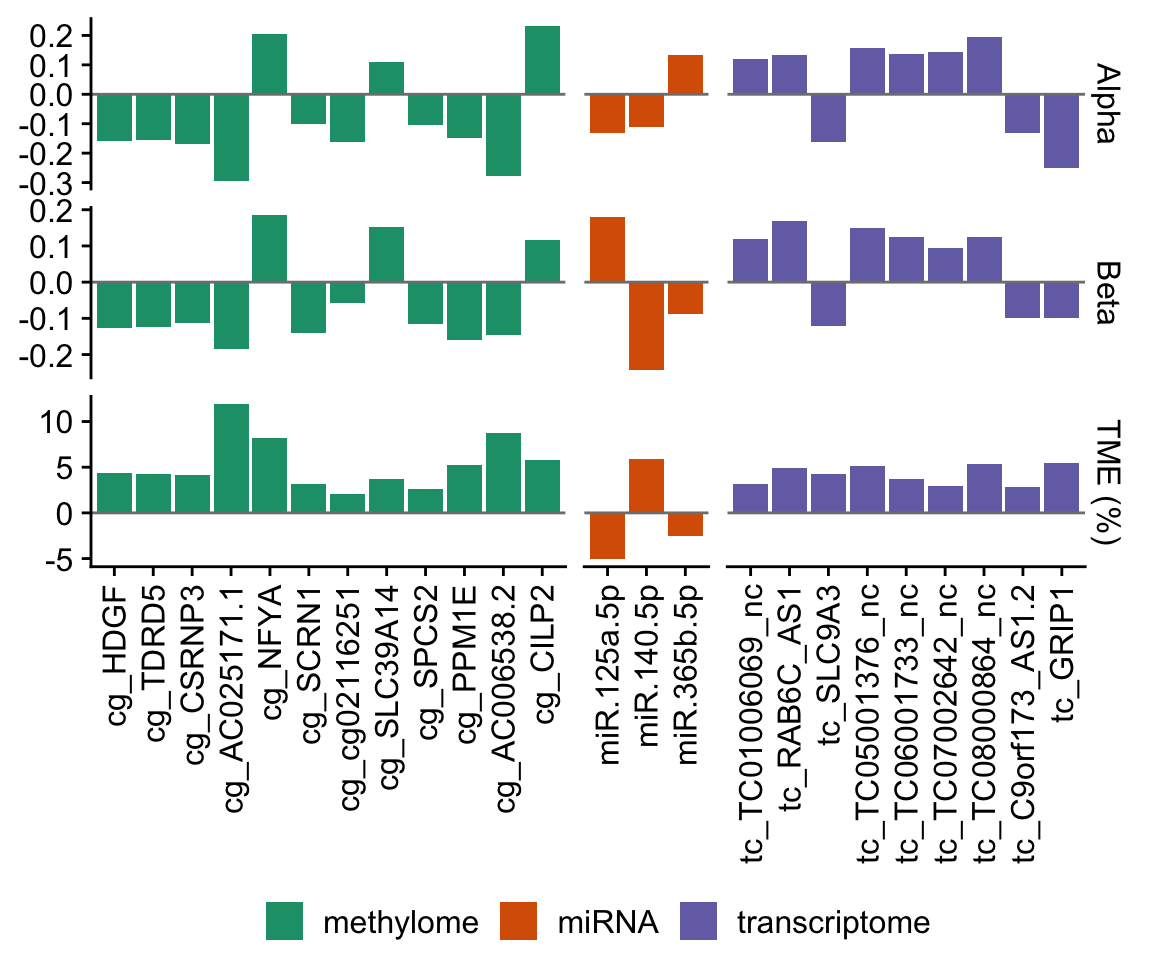 0.2
0.1
0.0
-0.1
-0.2
-0.3
Alpha
0.2
0.1
0.0
-0.1
-0.2
Beta
10
5
0
-5
TME (%)
cg_HDGF
cg_TDRD5
cg_CSRNP3
cg_AC025171.1
cg_NFYA
cg_SCRN1
cg_cg02116251
cg_SLC39A14
cg_SPCS2
cg_PPM1E
cg_AC006538.2
cg_CILP2
miR.125a.5p
miR.140.5p
miR.365b.5p
tc_TC01006069_nc
tc_RAB6C_AS1
tc_SLC9A3
tc_TC05001376_nc
tc_TC06001733_nc
tc_TC07002642_nc
tc_TC08000864_nc
tc_C9orf173_AS1.2
tc_GRIP1
methylome miRNA transcriptome